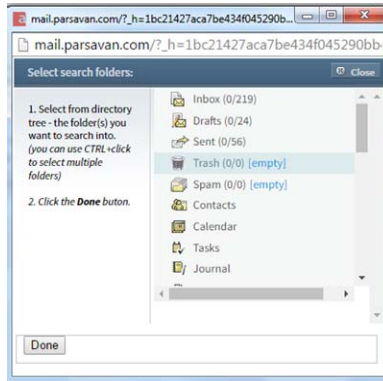 mail.parsavan.com/?_h=1bc21427aca7be434f045290b...
mail.parsavan.com/?_h=1bc21427aca7be434f045290bb
Select search folders:
Close
1. Select from directory
tree - the folder(s) you
want to search into.
(you can use CTRL+click
to select multiple
folders)
2. Click the Done buton.
Inbox (0/219)
Drafts (0/24)
Sent (0/56)
Trash (0/0) [empty]
Spam (0/0) [empty]
Contacts
Calendar
Tasks
Journal
Done